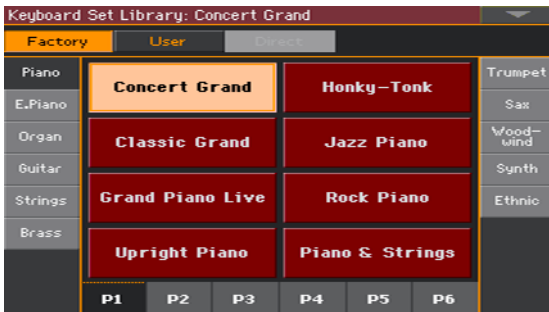 Keyboard Set Library: Concert Grand
Factory
User
Direct
Piano
E.Piano
Organ
Guitar
Strings
Brass
Concert Grand
Honky-Tonk
Classic Grand
Jazz Piano
Grand Piano Live
Rock Piano
Upright Piano
Piano & Strings
Trumpet
Sax
Wood-
wind
Synth
Ethnic
P1 P2 P3 P4 P5 P6